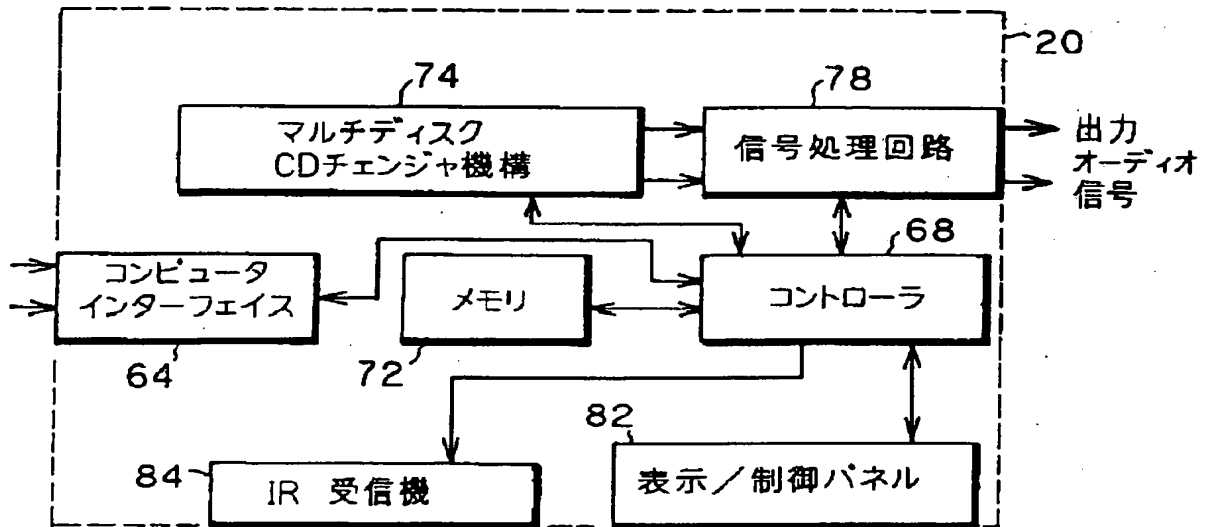 20
74
78
マルチディスク
CDチェンジャ機構
信号処理回路
出力
オーディオ
信号
68
コンピュータ
インターフェイス
メモリ
コントローラ
64
72
82
84
IR 受信機
表示／制御パネル